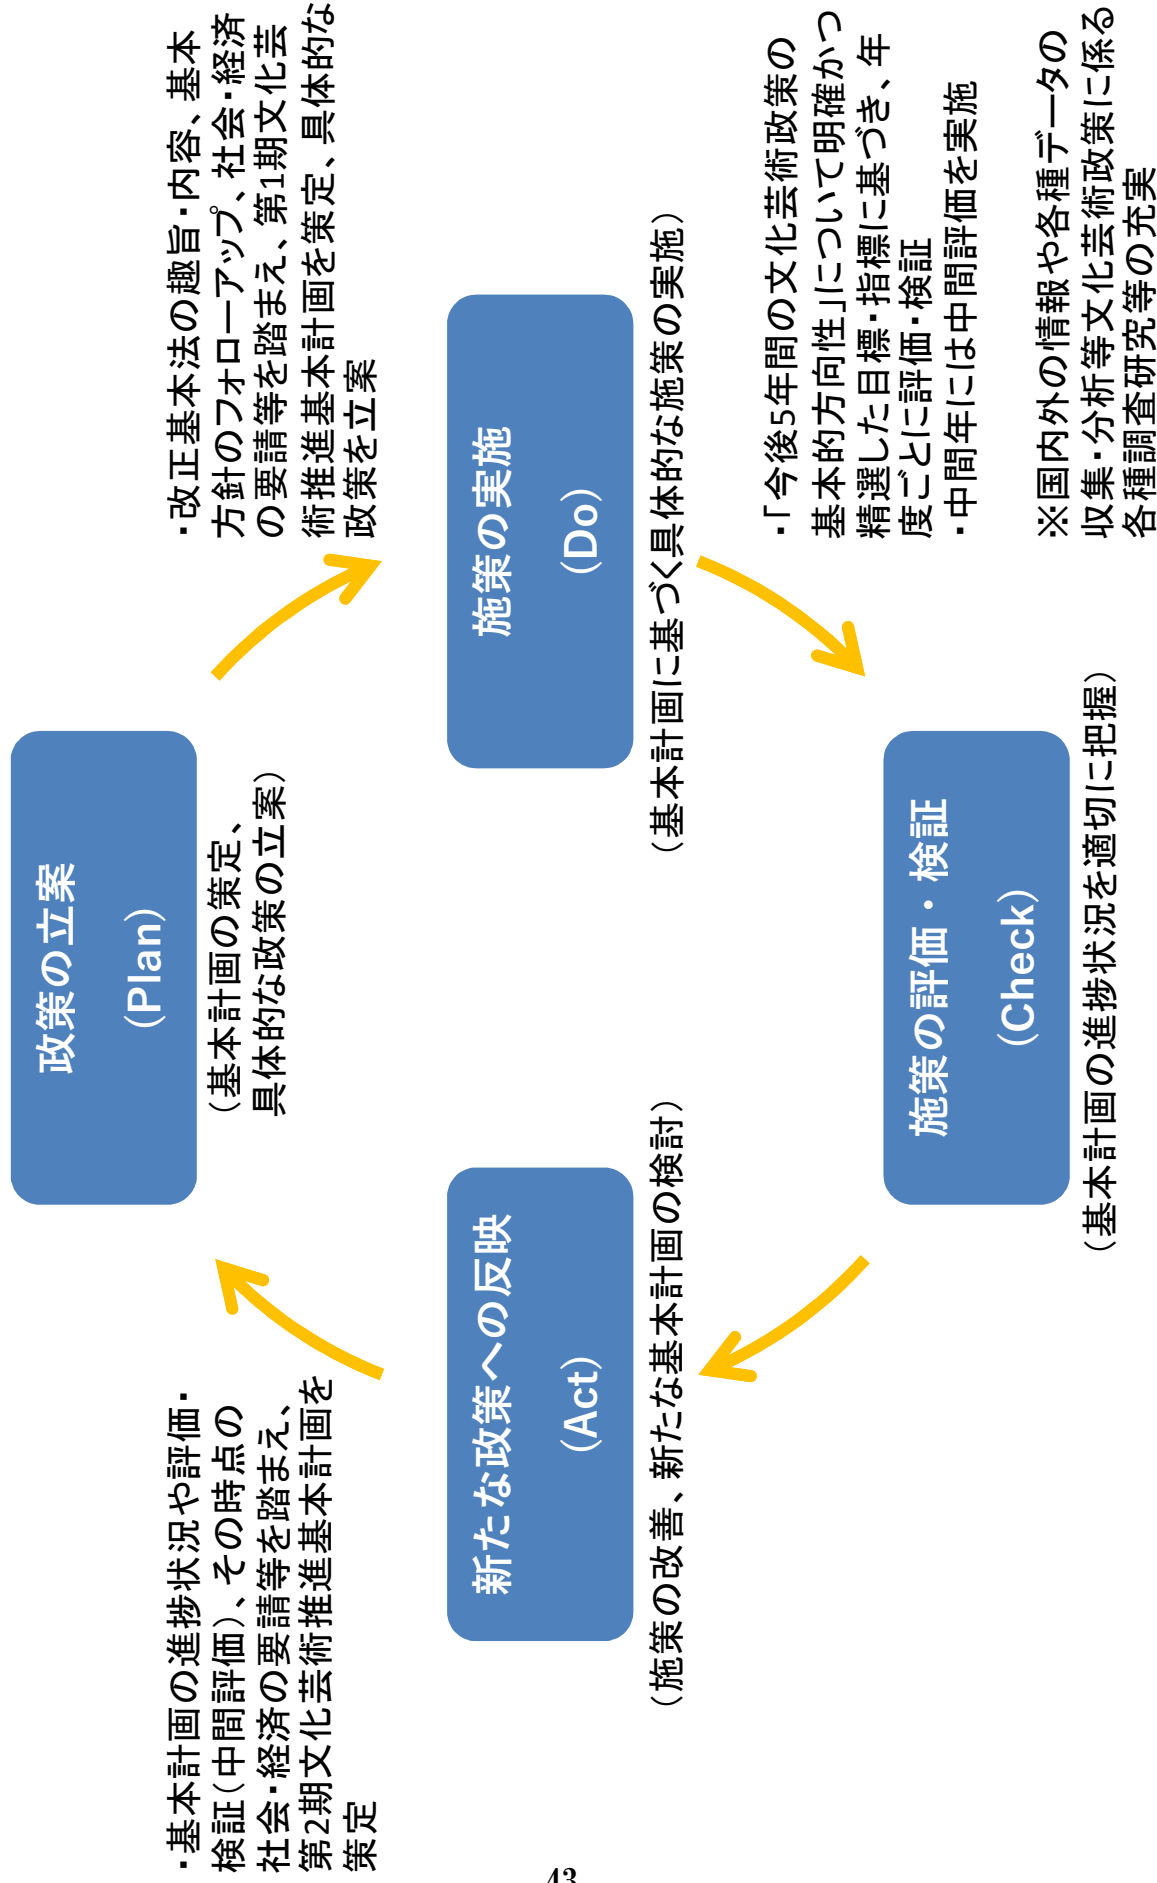 政策の立案
(Plan)
(基本計画の策定、
具体的な政策の立案)
・改正基本法の趣旨・内容、基本
方針のフォローアップ、社会・経済
の要請等を踏まえ、第1期文化芸
術推進基本計画を策定、具体的な
政策を立案
施策の実施
(Do)
(基本計画に基づく具体的な施策の実施)
・「今後5年間の文化芸術政策の
基本的方向性」について明確かつ
精選した目標・指標に基づき、年
度ごとに評価・検証
・中間年には中間評価を実施
※国内外の情報や各種データの
収集・分析等文化芸術政策に係る
各種調査研究等の充実
施策の評価・検証
(Check)
(基本計画の進捗状況を適切に把握)
新たな政策への反映
(Act)
(施策の改善、新たな基本計画の検討)
・基本計画の進捗状況や評価・
検証(中間評価)、その時点の
社会・経済の要請等を踏まえ、
第2期文化芸術推進基本計画を
策定
43